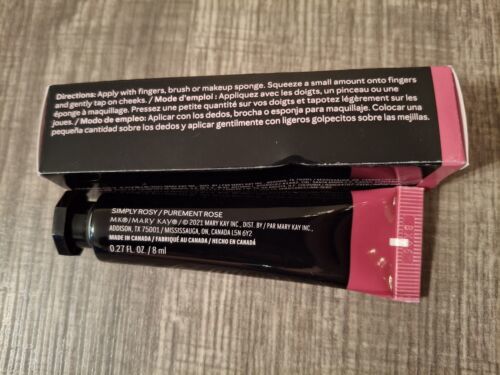 Directions: Apply with fingers, brush or makeup sponge. Squeeze a small amount onto fingers
and gently tap on cheeks. / Mode d'emploi : Appliquez avec les doigts, un pinceau ou une
éponge à maquillage. Pressez une petite quantité sur vos doigts et tapotez légèrement sur les
joues. / Modo de empleo: Aplicar con los dedos, brocha o esponja para maquillaje. Colocar una
pequeña cantidad sobre los dedos y aplicar gentilmente con ligeros golpecitos sobre las mejillas.
SIMPLY ROSY / PUREMENT ROSE
MK®/MARY KAY®/© 2021 MARY KAY INC., DIST. BY / PAR MARY KAY INC.,
ADDISON, TX 75001 / MISSISSAUGA, ON, CANADA L5N 6Y2
MADE IN CANADA / FABRIQUÉ AU CANADA / HECHO EN CANADÁ
0.27 FL. OZ. / 8 ml